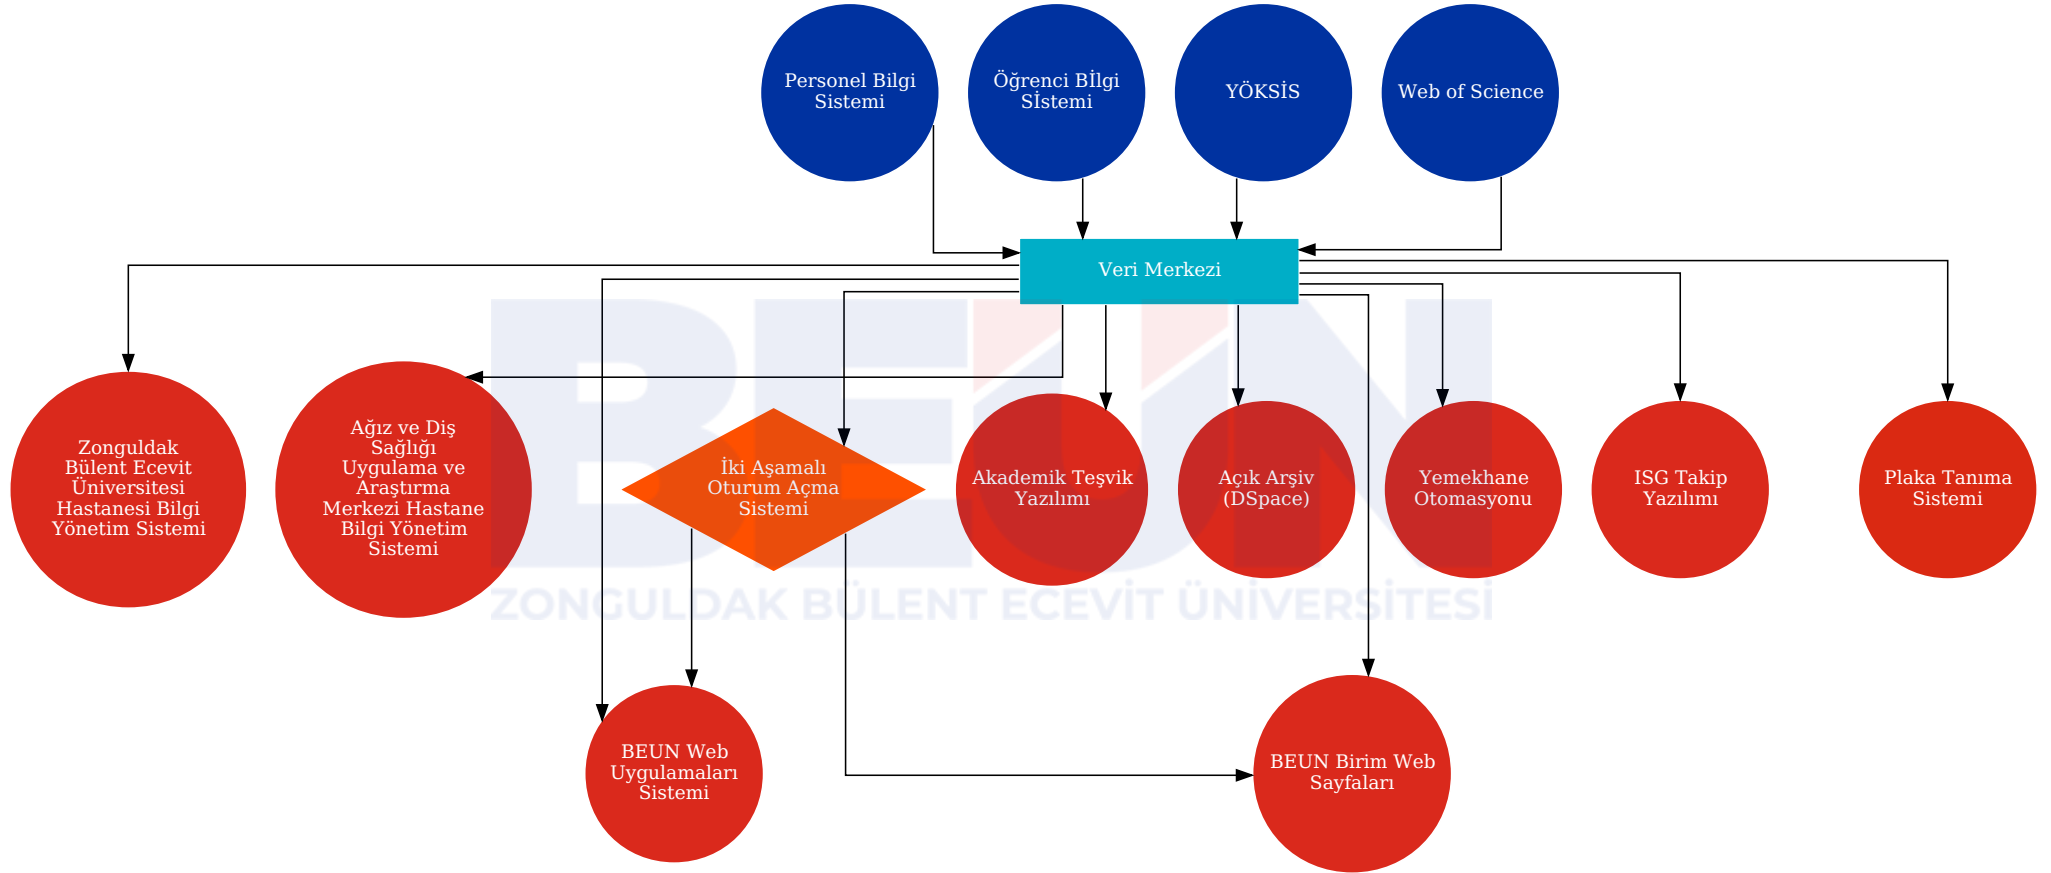 Personel Bilgi
Sistemi
Öğrenci Bİlgi
Sİstemi
YÖKSİS
Web of Science
Veri Merkezi
Zonguldak
Bülent Ecevit
Üniversitesi
Hastanesi Bilgi
Yönetim Sistemi
Ağız ve Diş
Sağlığı
Uygulama ve
Araştırma
Merkezi Hastane
Bilgi Yönetim
Sistemi
İki Aşamalı
Oturum Açma
Sistemi
Akademik Teşvik
Yazılımı
Açık Arşiv
(DSpace)
Yemekhane
Otomasyonu
ISG Takip
Yazılımı
Plaka Tanıma
Sistemi
BEUN
ZONGULDAK BÜLENT ECEVİT ÜNİVERSİTESİ
BEUN Web
Uygulamaları
Sistemi
BEUN Birim Web
Sayfaları